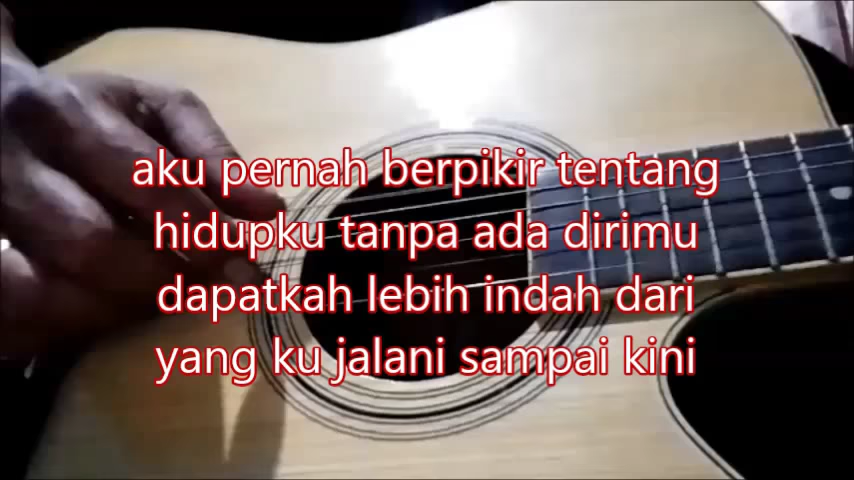 aku pernah berpikir tentang
hidupku tanpa ada dirimu
dapatkah lebih indah dari
yang ku jalani sampai kini